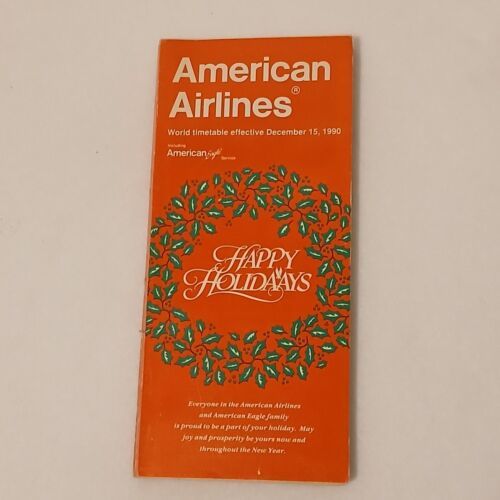 American
Airlines®
World timetable effective December 15, 1990
Including
American Eagle Service
HAPPY
HOLIDAAYS
Everyone in the American Airlines
and American Eagle family
is proud to be a part of your holiday. May
joy and prosperity be yours now and
throughout the New Year.